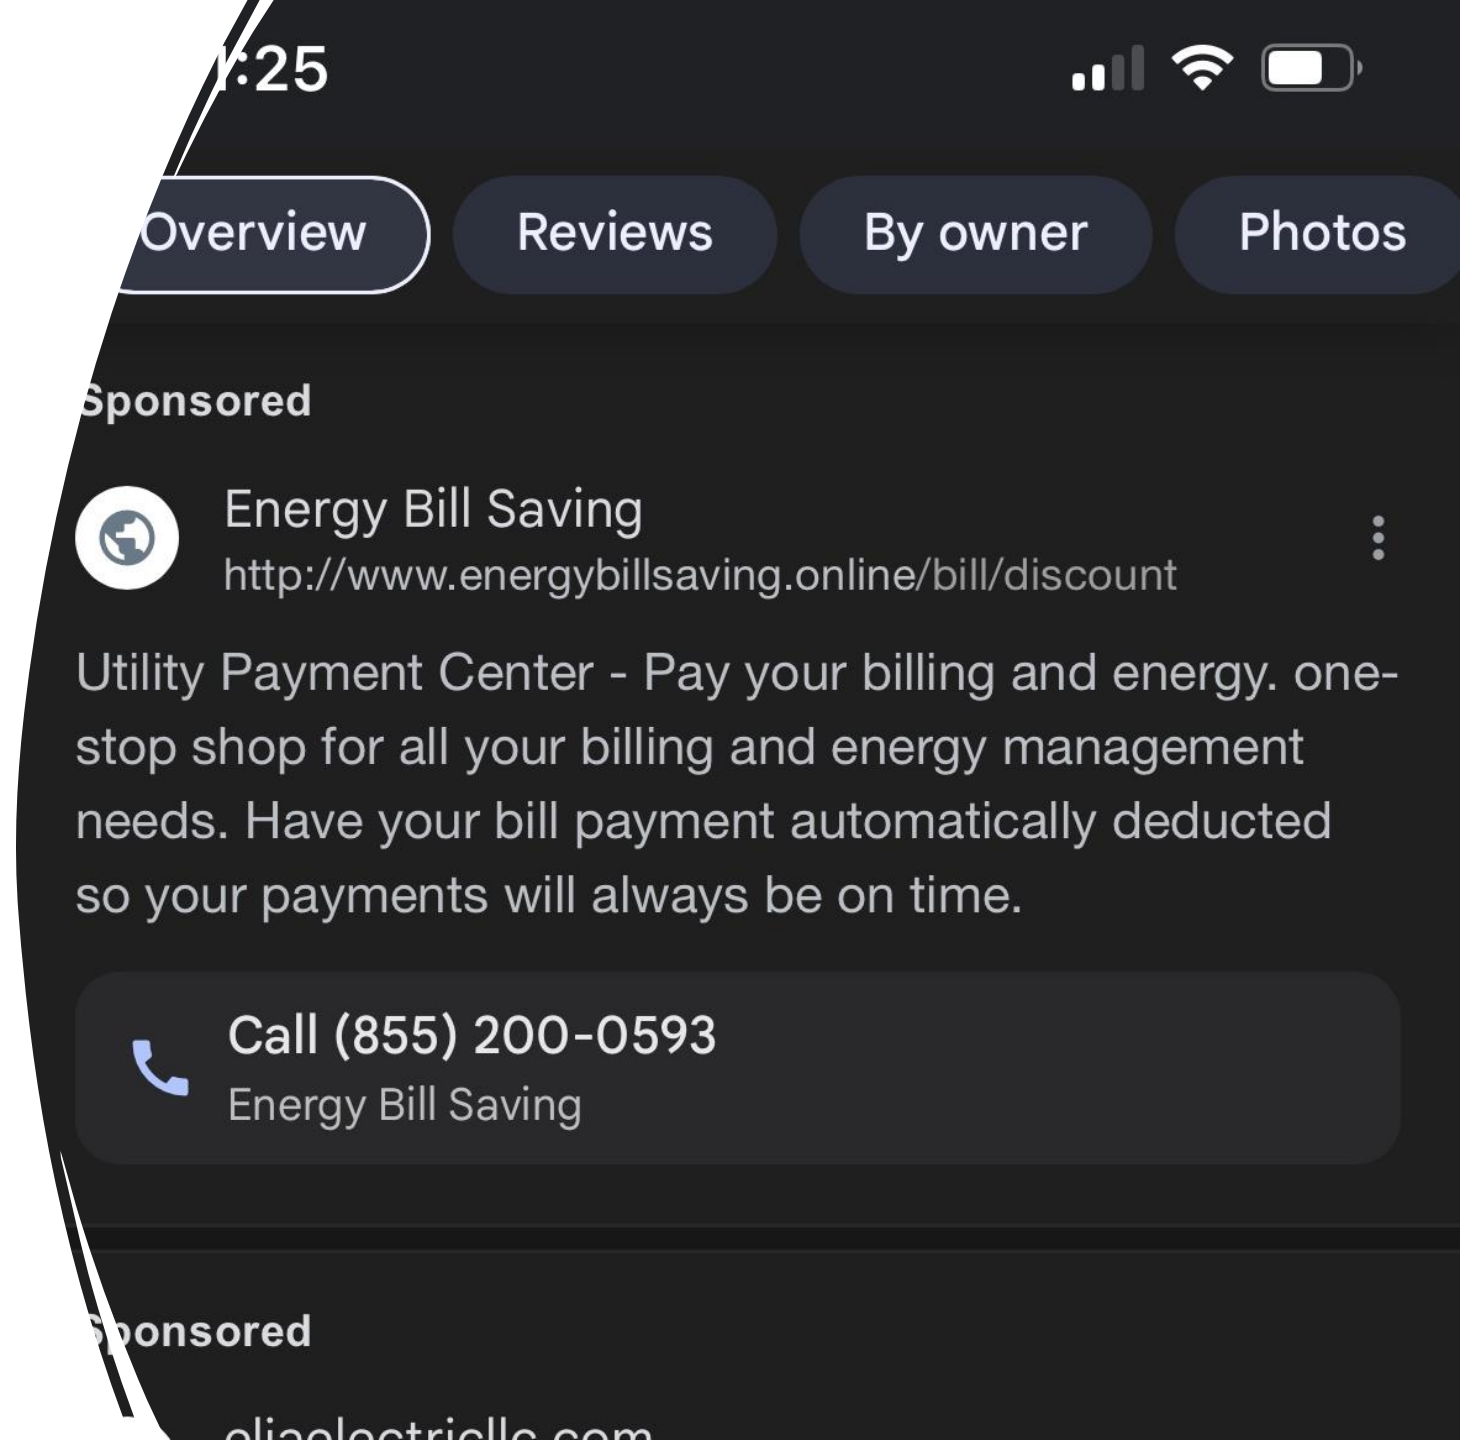 1:25
Overview Reviews By owner Photos
Sponsored
Energy Bill Saving
http://www.energybillsaving.online/bill/discount
Utility Payment Center - Pay your billing and energy. one-
stop shop for all your billing and energy management
needs. Have your bill payment automatically deducted
so your payments will always be on time.
Call (855) 200-0593
Energy Bill Saving
Sponsored